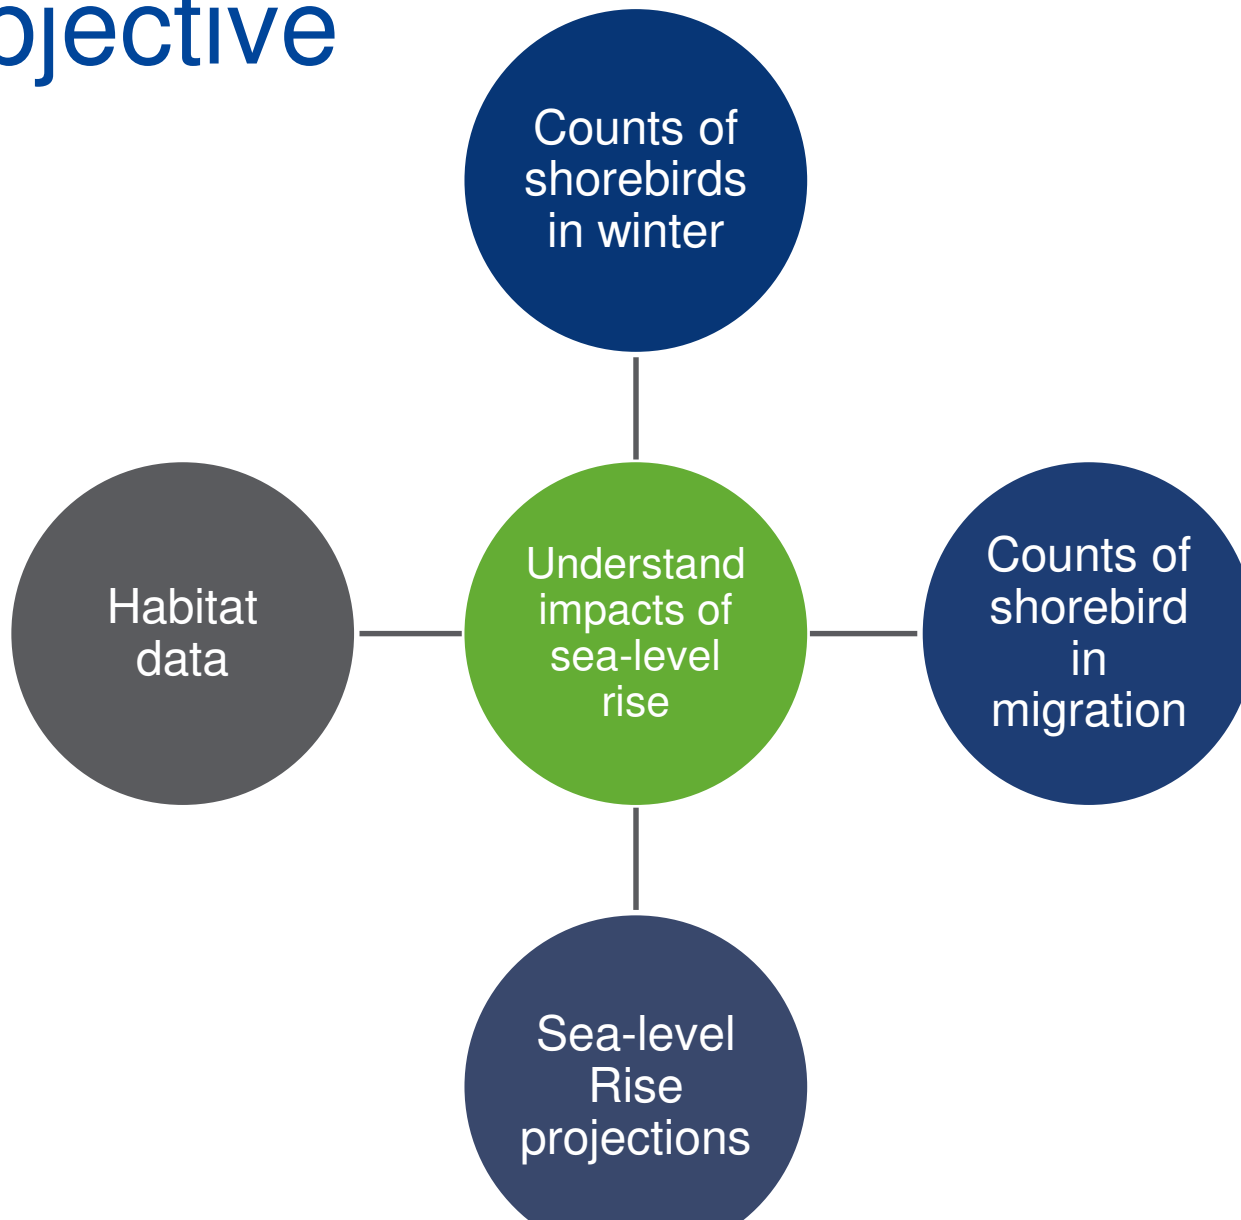 bjective
Counts of
shorebirds
in winter
Habitat
data
Understand
impacts of
sea-level
rise
Counts of
shorebird
in
migration
Sea-level
Rise
projections